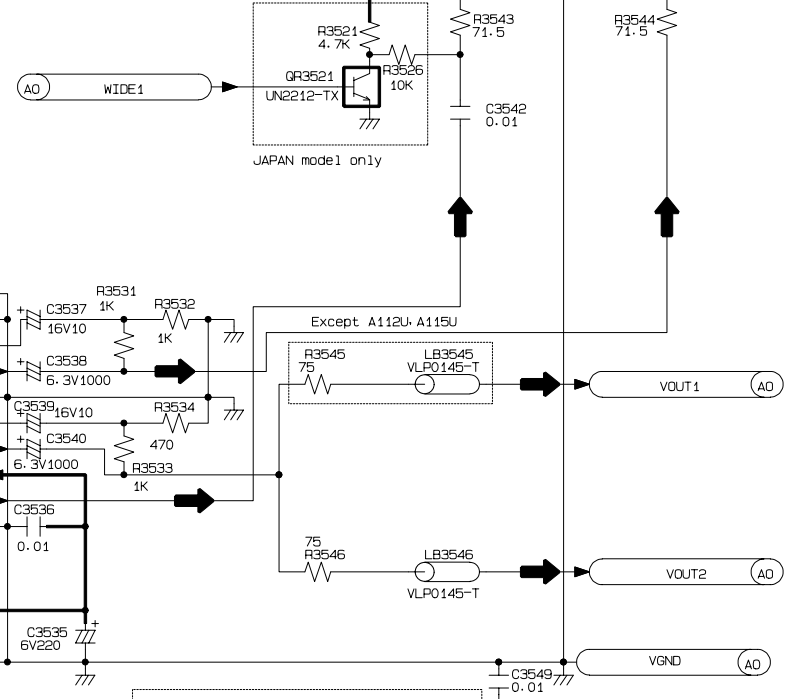 R3543
71.5
R3544
71.5
R3521
4.7K
R3526
10K
QR3521
UN2212-TX
AO
WIDE1
C3542
0.01
JAPAN model only
R3531
1K
C3537
16V10
R3532
1K
Except A112U,A115U
C3538
6.3V1000
R3545
75
LB3545
VLP0145-T
VOUT1
AO
C3539
16V10
R3534
470
C3540
6.3V1000
R3533
1K
C3536
0.01
75
R3546
LB3546
VLP0145-T
VOUT2
AO
C3535
6V220
C3549
0.01
VGND
AO